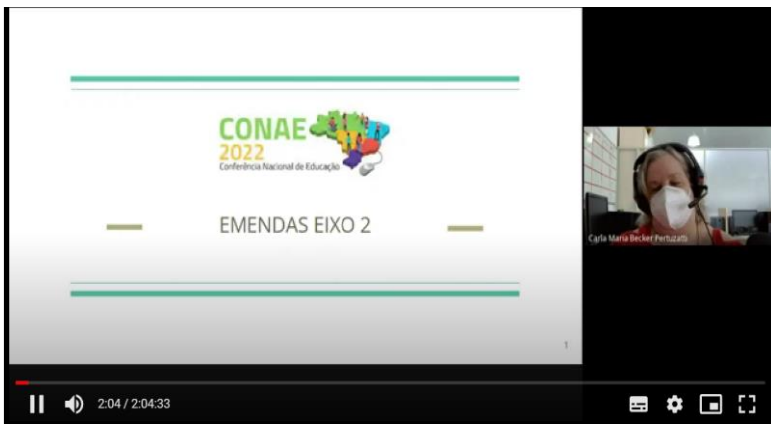 CONAE
2022
Conferência Nacional de Educação
EMENDAS EIXO 2
1
Carla Maria Becker Pertuzatti
2:04 / 2:04:33